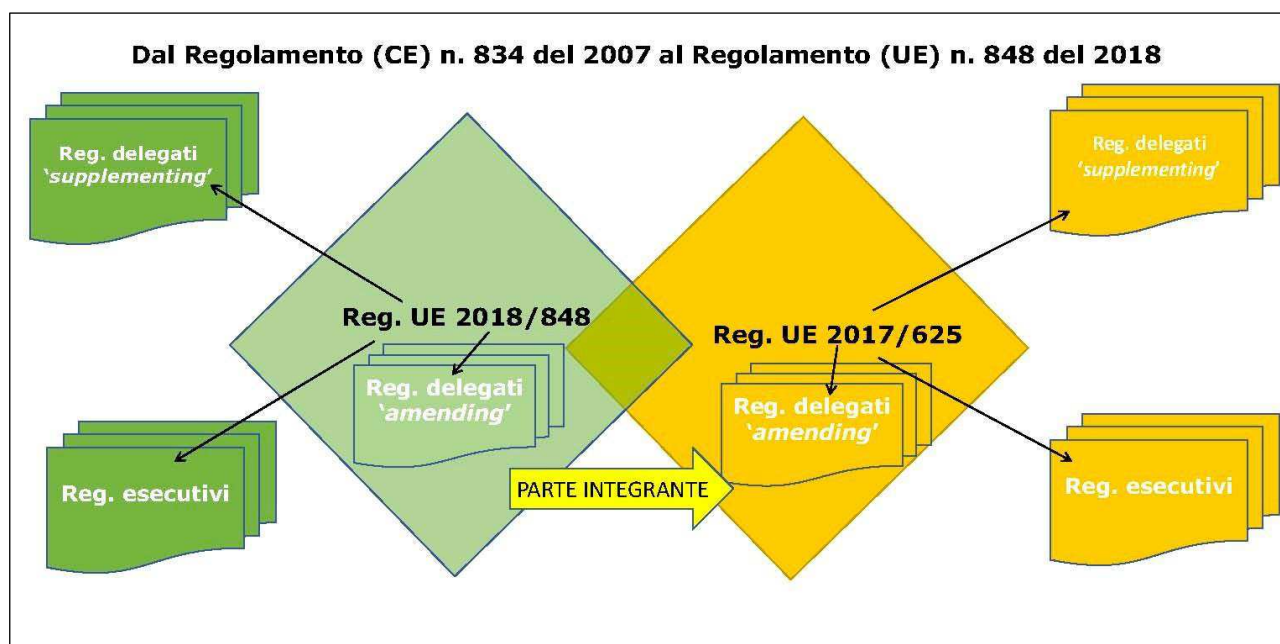 Dal Regolamento (CE) n. 834 del 2007 al Regolamento (UE) n. 848 del 2018
Reg. delegati
‘supplementing’
Reg. delegati
‘supplementing’
Reg. UE 2018/848
Reg. UE 2017/625
Reg. delegati
‘amending’
Reg. delegati
‘amending’
PARTE INTEGRANTE
Reg. esecutivi
Reg. esecutivi